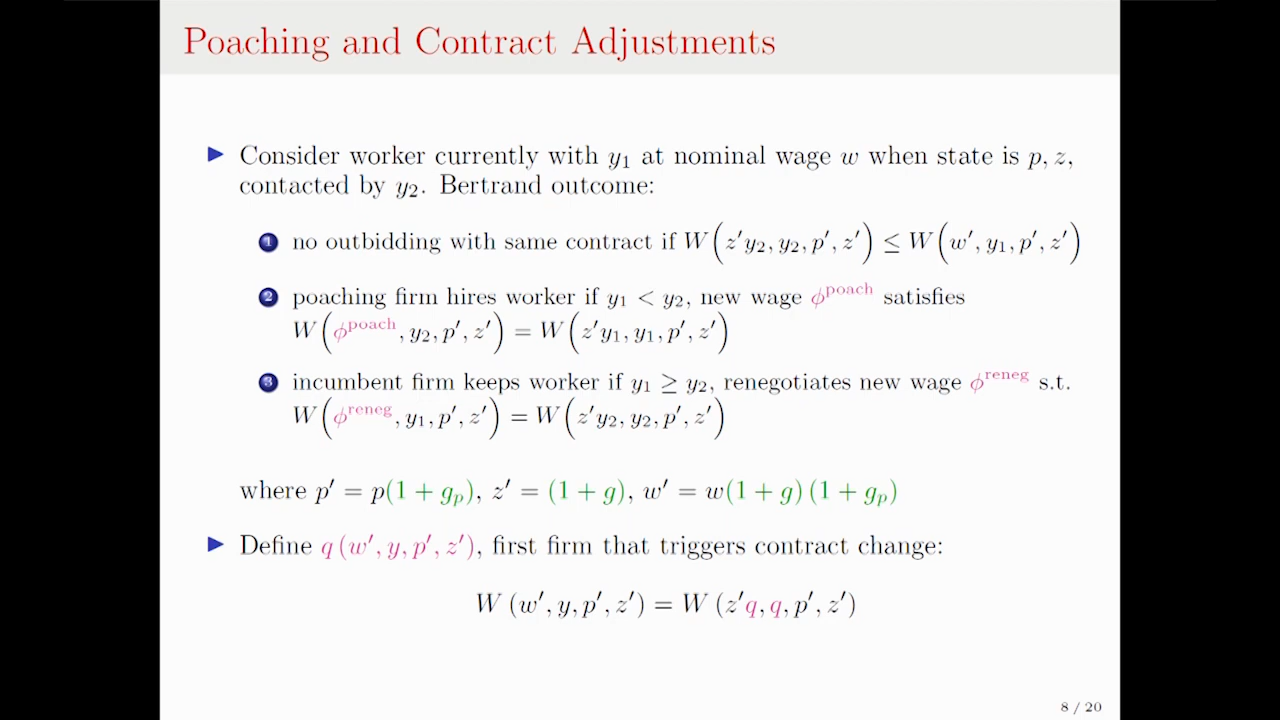 Poaching and Contract Adjustments
▶ Consider worker currently with y₁ at nominal wage w when state is p, z,
contacted by y₂. Bertrand outcome:
1 no outbidding with same contract if W(z′y₂, y₂, p′, z′) ≤ W(w′, y₁, p′, z′)
2 poaching firm hires worker if y₁ < y₂, new wage ϕ^poach satisfies
W(ϕ^poach, y₂, p′, z′) = W(z′y₁, y₁, p′, z′)
3 incumbent firm keeps worker if y₁ ≥ y₂, renegotiates new wage ϕ^reneg s.t.
W(ϕ^reneg, y₁, p′, z′) = W(z′y₂, y₂, p′, z′)
where p′ = p(1 + gₚ), z′ = (1 + g), w′ = w(1 + g) (1 + gₚ)
▶ Define q (w′, y, p′, z′), first firm that triggers contract change:
W (w′, y, p′, z′) = W (z′q, q, p′, z′)
8 / 20